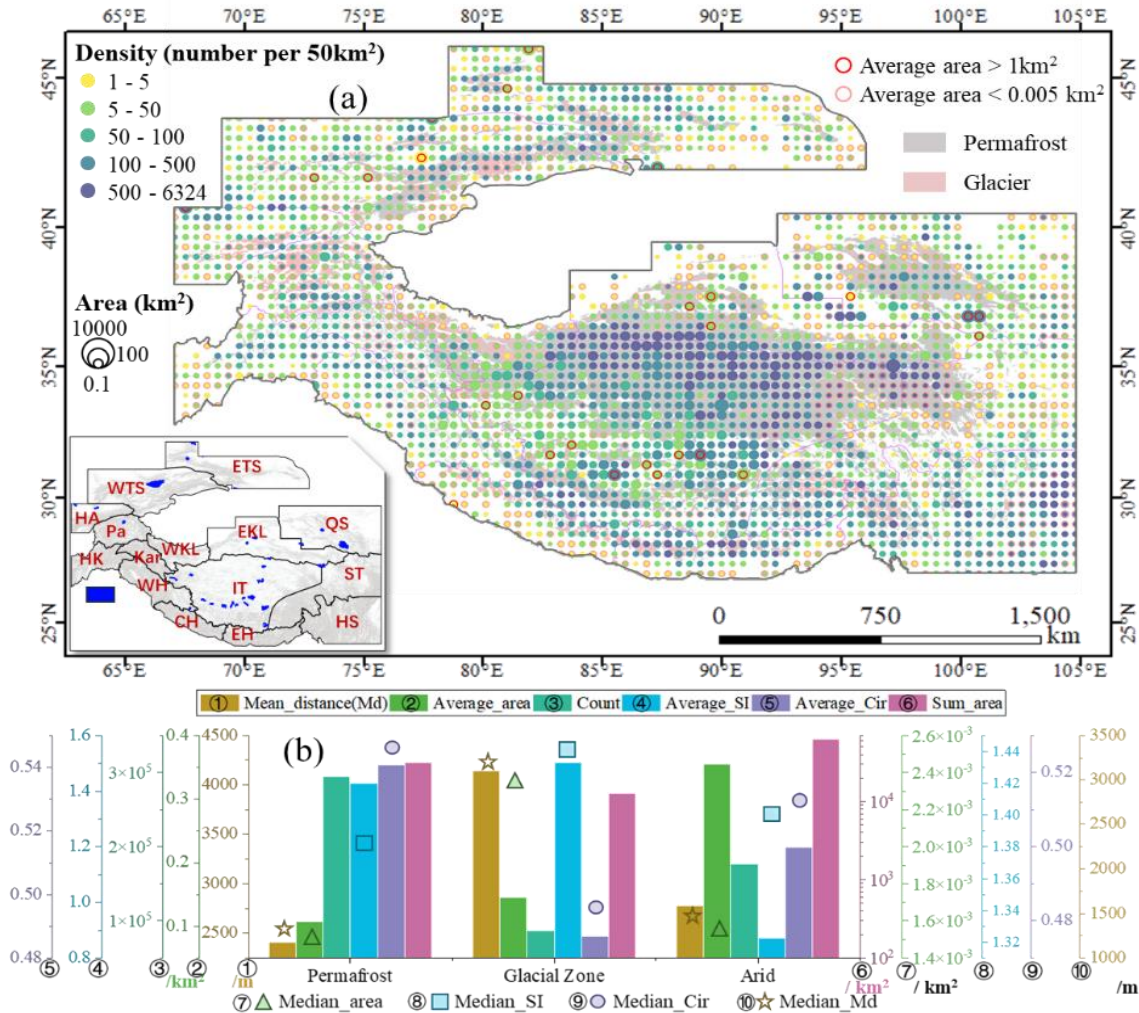 65°E 70°E 75°E 80°E 85°E 90°E 95°E 100°E 105°E
Density (number per 50km²)
1 - 5
5 - 50
50 - 100
100 - 500
500 - 6324
(a)
Average area > 1km²
Average area < 0.005 km²
Permafrost
Glacier
45°N
40°N
35°N
30°N
25°N
45°N
40°N
35°N
30°N
25°N
Area (km²)
10000
100
0.1
ETS
WTS
HA
Pa
EKL
QS
HK
Kar
WKL
WH
IT
ST
CH
EH
HS
0 750 1,500
km
65°E 70°E 75°E 80°E 85°E 90°E 95°E 100°E 105°E
① Mean_distance(Md) ② Average_area ③ Count ④ Average_SI ⑤ Average_Cir ⑥ Sum_area
(b)
0.54
0.52
0.50
0.48
1.6
1.4
1.2
1.0
0.8
3×10⁵
2×10⁵
1×10⁵
0.4
0.3
0.2
0.1
0.0
4500
4000
3500
3000
2500
10⁴
10³
10²
2.6×10⁻³
2.4×10⁻³
2.2×10⁻³
2.0×10⁻³
1.8×10⁻³
1.6×10⁻³
1.4×10⁻³
1.44
1.42
1.40
1.38
1.36
1.34
1.32
0.52
0.50
0.48
3500
3000
2500
2000
1500
1000
⑤ ④ ③ ② ① Permafrost Glacial Zone Arid ⑥ ⑦ ⑧ ⑨ ⑩
/km² /m / km² / km² /m
⑦ Median_area ⑧ Median_SI ⑨ Median_Cir ⑩ Median_Md